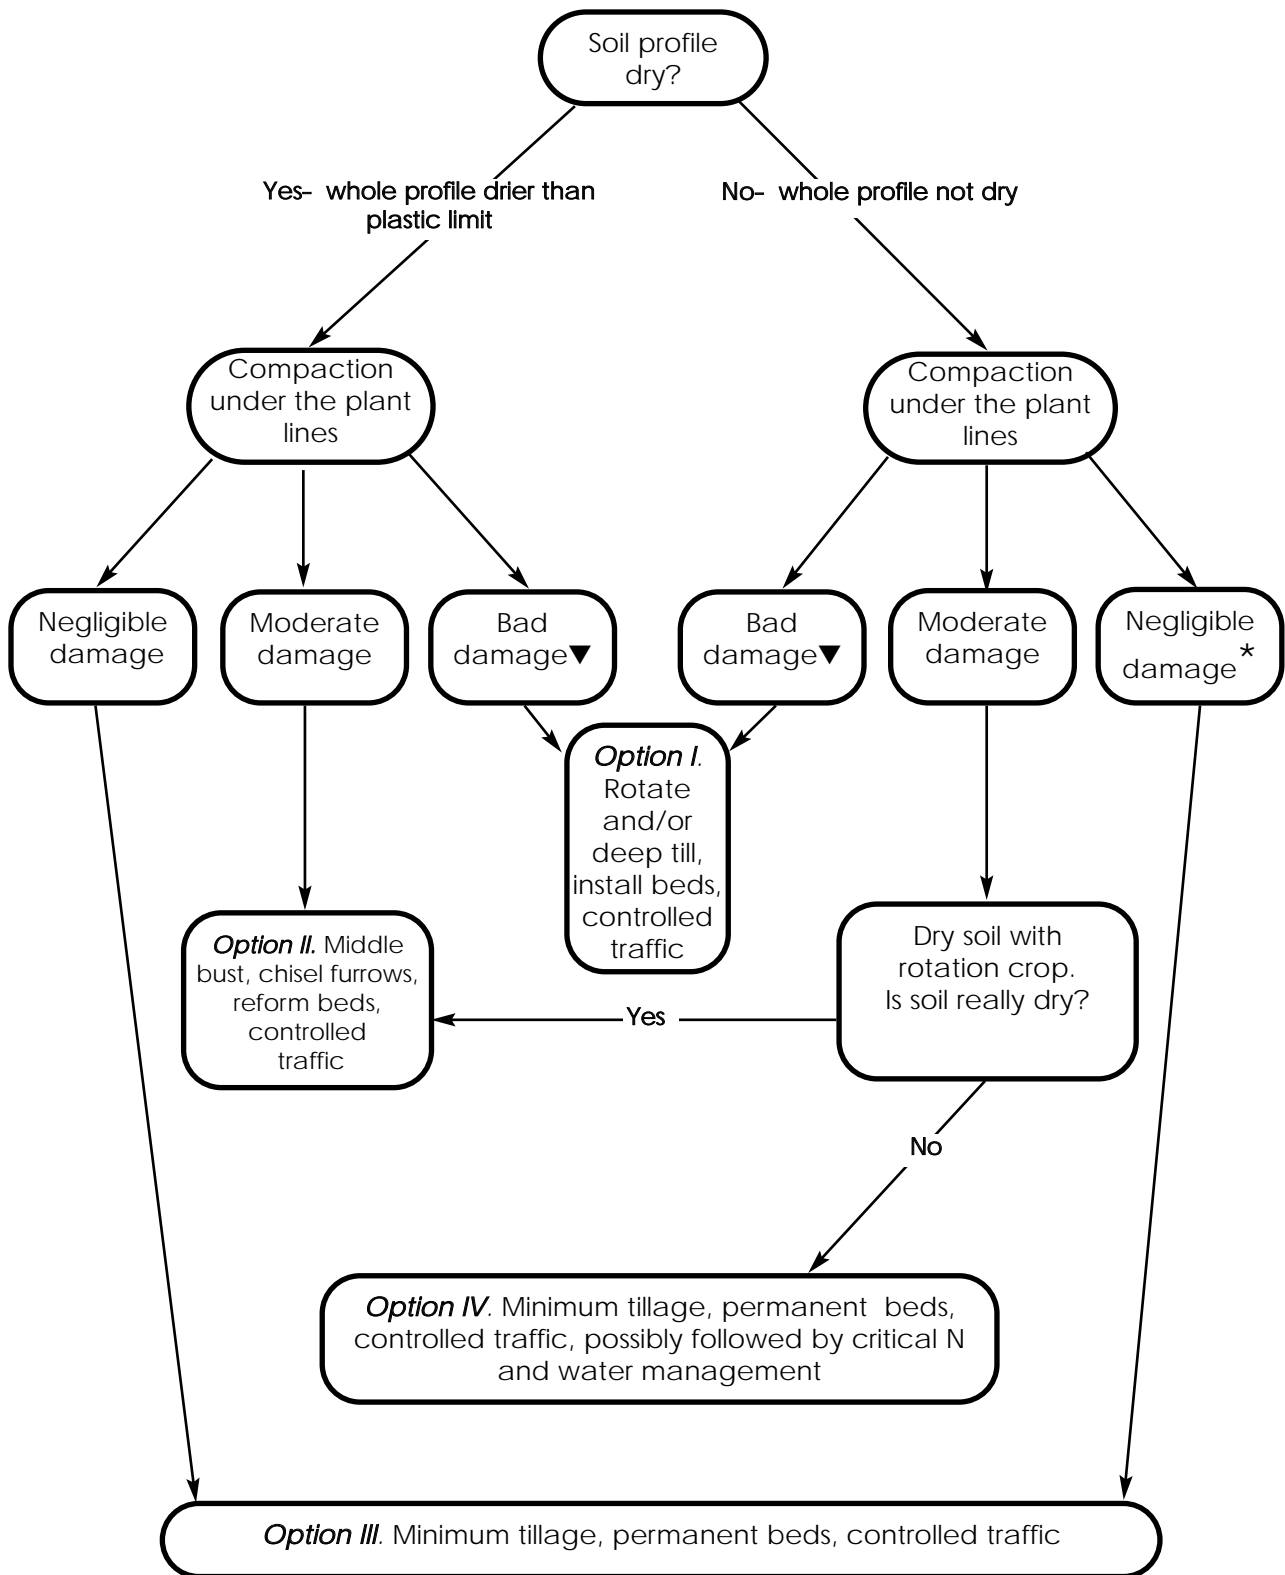 Soil profile
dry?
Yes- whole profile drier than
plastic limit
No- whole profile not dry
Compaction
under the plant
lines
Compaction
under the plant
lines
Negligible
damage
Moderate
damage
Bad
damage▼
Bad
damage▼
Moderate
damage
Negligible
damage*
Option I.
Rotate
and/or
deep till,
install beds,
controlled
traffic
Option II. Middle
bust, chisel furrows,
reform beds,
controlled
traffic
Dry soil with
rotation crop.
Is soil really dry?
Yes
No
Option IV. Minimum tillage, permanent beds,
controlled traffic, possibly followed by critical N
and water management
Option III. Minimum tillage, permanent beds, controlled traffic